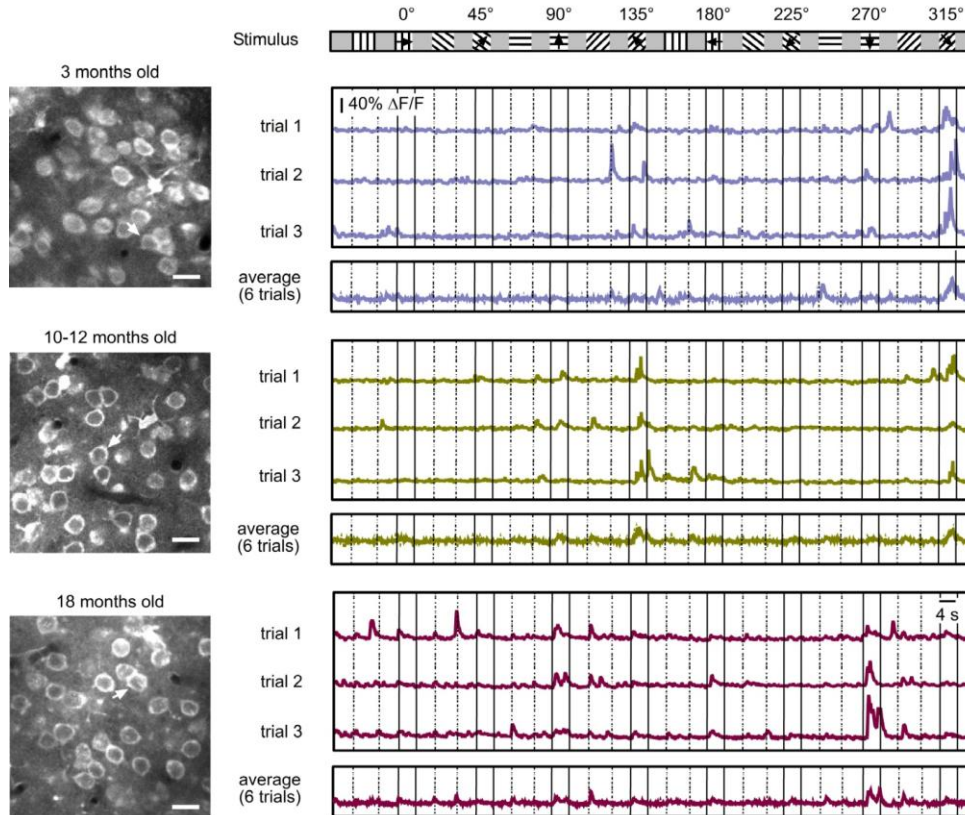 0° 45° 90° 135° 180° 225° 270° 315°
Stimulus
3 months old
40% ΔF/F
trial 1
trial 2
trial 3
average
(6 trials)
10-12 months old
trial 1
trial 2
trial 3
average
(6 trials)
18 months old
4 s
trial 1
trial 2
trial 3
average
(6 trials)